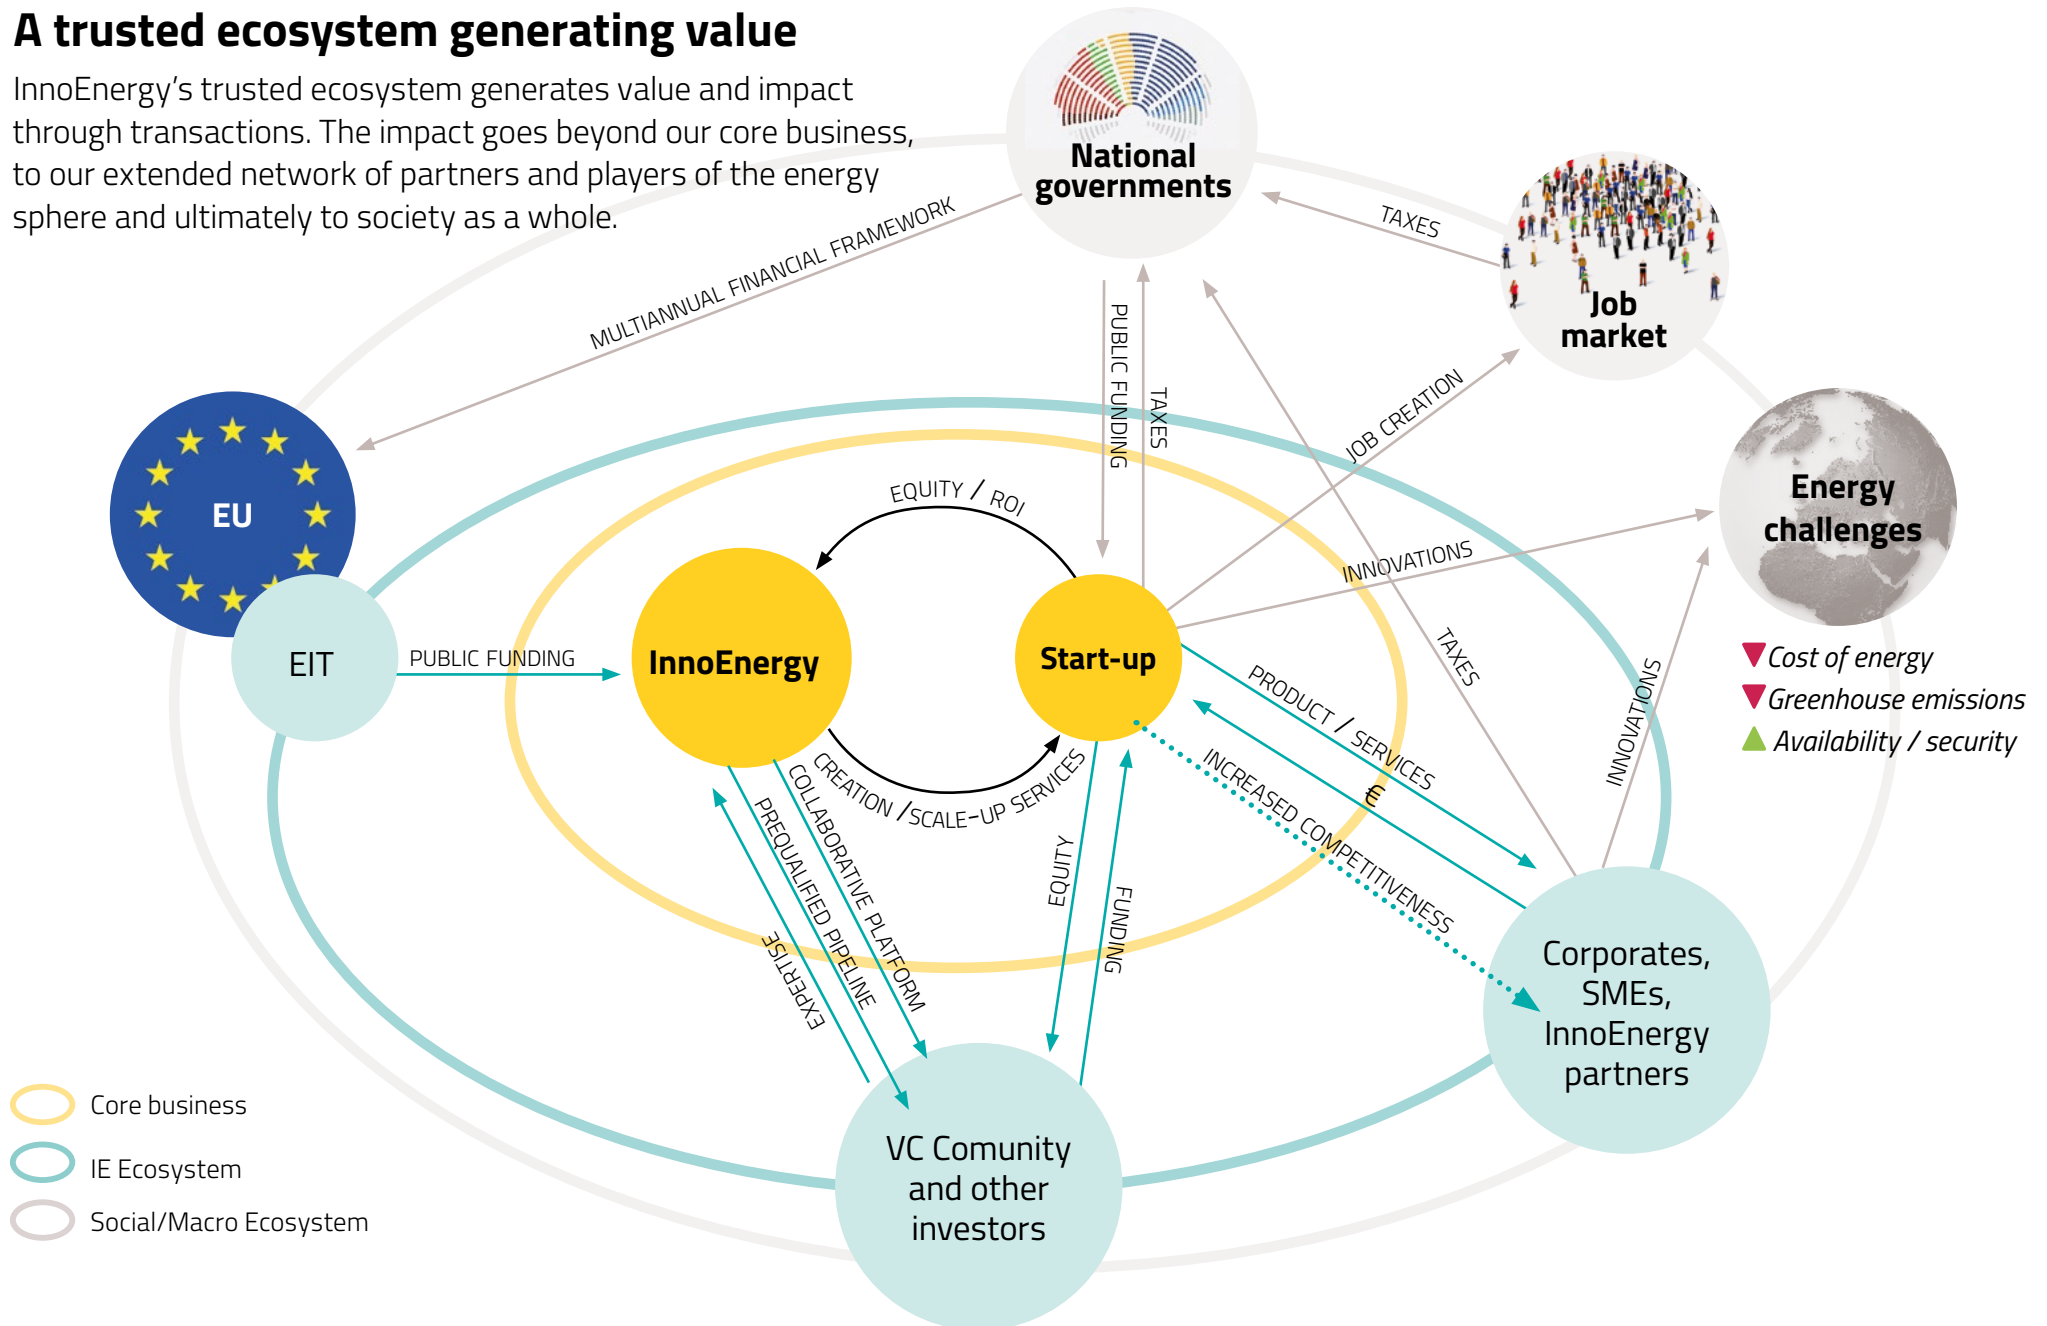 A trusted ecosystem generating value
InnoEnergy’s trusted ecosystem generates value and impact
through transactions. The impact goes beyond our core business,
to our extended network of partners and players of the energy
sphere and ultimately to society as a whole.
National
governments
TAXES
Job
market
MULTIANNUAL FINANCIAL FRAMEWORK
PUBLIC FUNDING
TAXES
JOB CREATION
EU
EQUITY / ROI
Energy
challenges
INNOVATIONS
EIT
PUBLIC FUNDING
InnoEnergy
Start-up
TAXES
INNOVATIONS
Cost of energy
Greenhouse emissions
Availability / security
PRODUCT / SERVICES
€
INCREASED COMPETITIVENESS
CREATION /SCALE-UP SERVICES
COLLABORATIVE PLATFORM
PREQUALIFIED PIPELINE
EXPERTISE
EQUITY
FUNDING
Corporates,
SMEs,
InnoEnergy
partners
VC Comunity
and other
investors
Core business
IE Ecosystem
Social/Macro Ecosystem